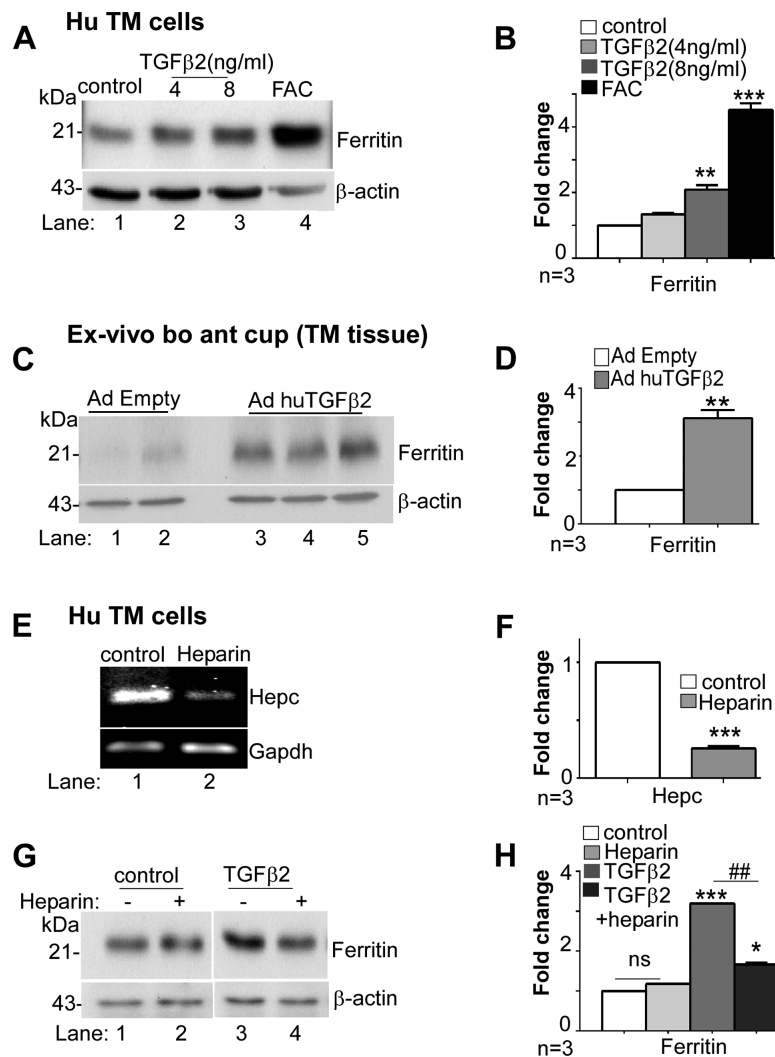 A Hu TM cells
TGFβ2(ng/ml)
control 4 8 FAC
kDa
21- Ferritin
43- β-actin
Lane: 1 2 3 4
B
control
TGFβ2(4ng/ml)
TGFβ2(8ng/ml)
FAC
Fold change
4
2
0
** ***
n=3 Ferritin
Ex-vivo bo ant cup (TM tissue)
C
Ad Empty Ad huTGFβ2
kDa
21- Ferritin
43- β-actin
Lane: 1 2 3 4 5
D
Ad Empty
Ad huTGFβ2
Fold change
4
2
0
**
n=3 Ferritin
E Hu TM cells
control Heparin
Hepc
Gapdh
Lane: 1 2
F
control
Heparin
Fold change
1
0
***
n=3 Hepc
G
control TGFβ2
Heparin: - + - +
kDa
21- Ferritin
43- β-actin
Lane: 1 2 3 4
H
control
Heparin
TGFβ2
TGFβ2
+heparin
Fold change
4
2
0
ns *** ## *
n=3 Ferritin